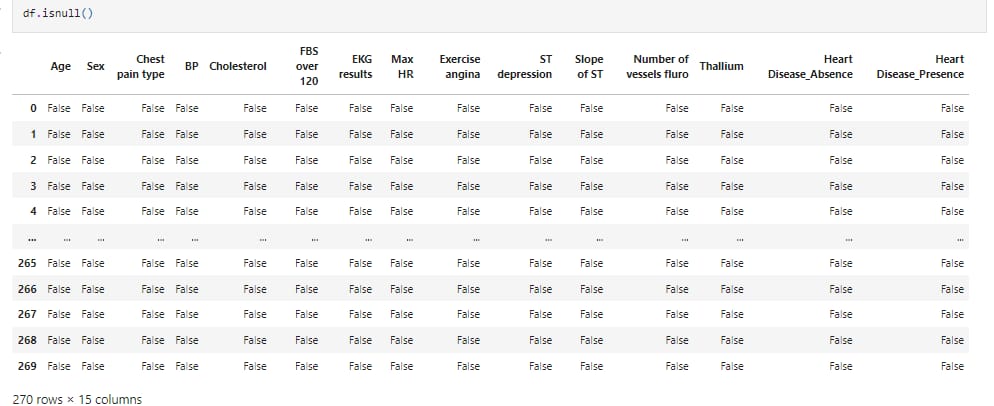 df.isnull()
Age Sex Chest pain type BP Cholesterol FBS over 120 EKG results Max HR Exercise angina ST depression Slope of ST Number of vessels fluro Thallium Heart Disease_Absence Heart Disease_Presence
0 False False False False False False False False False False False False False False False
1 False False False False False False False False False False False False False False False
2 False False False False False False False False False False False False False False False
3 False False False False False False False False False False False False False False False
4 False False False False False False False False False False False False False False False
... ... ... ... ... ... ... ... ... ... ... ... ... ... ... ...
265 False False False False False False False False False False False False False False False
266 False False False False False False False False False False False False False False False
267 False False False False False False False False False False False False False False False
268 False False False False False False False False False False False False False False False
269 False False False False False False False False False False False False False False False
270 rows × 15 columns